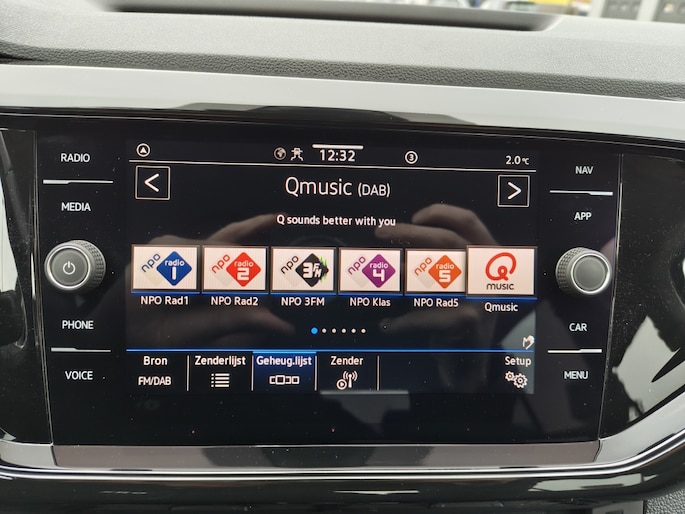 RADIO
MEDIA
PHONE
VOICE
12:32
3
2.0 °C
Qmusic (DAB)
Q sounds better with you
npo radio 1
npo radio 2
npo 3FM
npo radio 4
npo radio 5
Q MUSIC
NPO Rad1
NPO Rad2
NPO 3FM
NPO Klas
NPO Rad5
Qmusic
Bron
FM/DAB
Zenderlijst
Geheug.lijst
Zender
Setup
NAV
APP
CAR
MENU